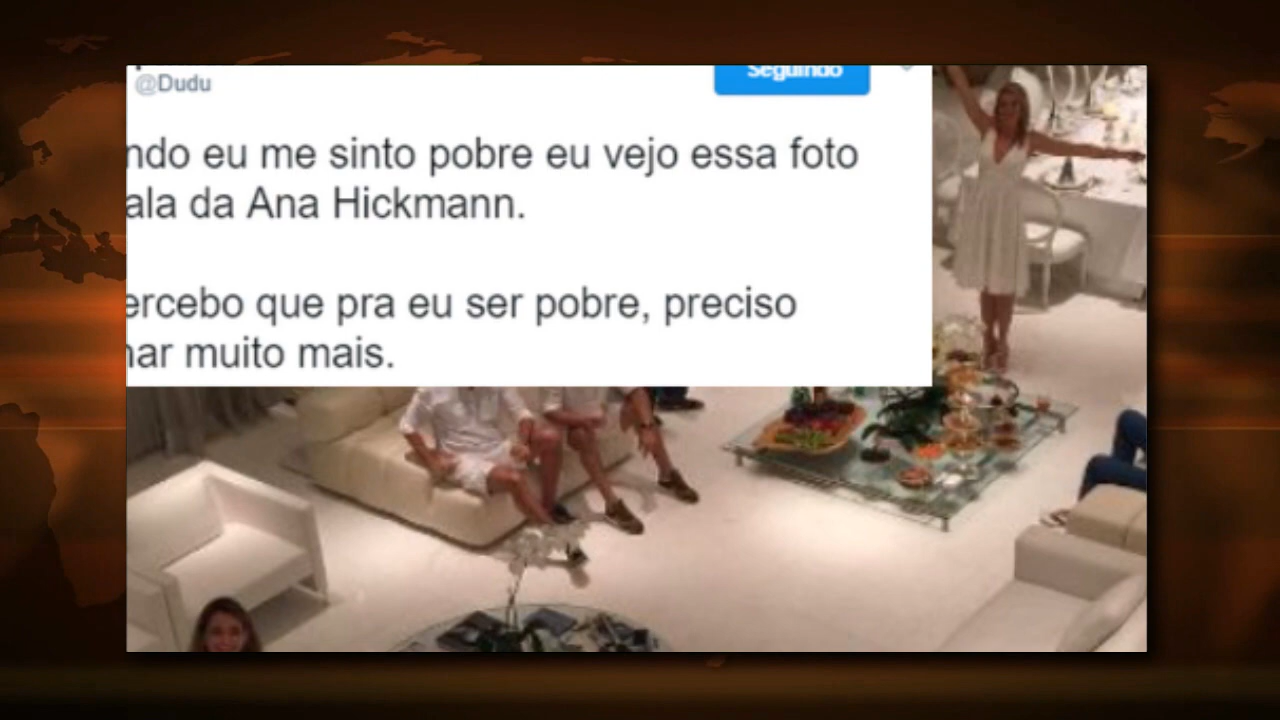 @Dudu
Seguindo
ndo eu me sinto pobre eu vejo essa foto
ala da Ana Hickmann.
ercebo que pra eu ser pobre, preciso
har muito mais.